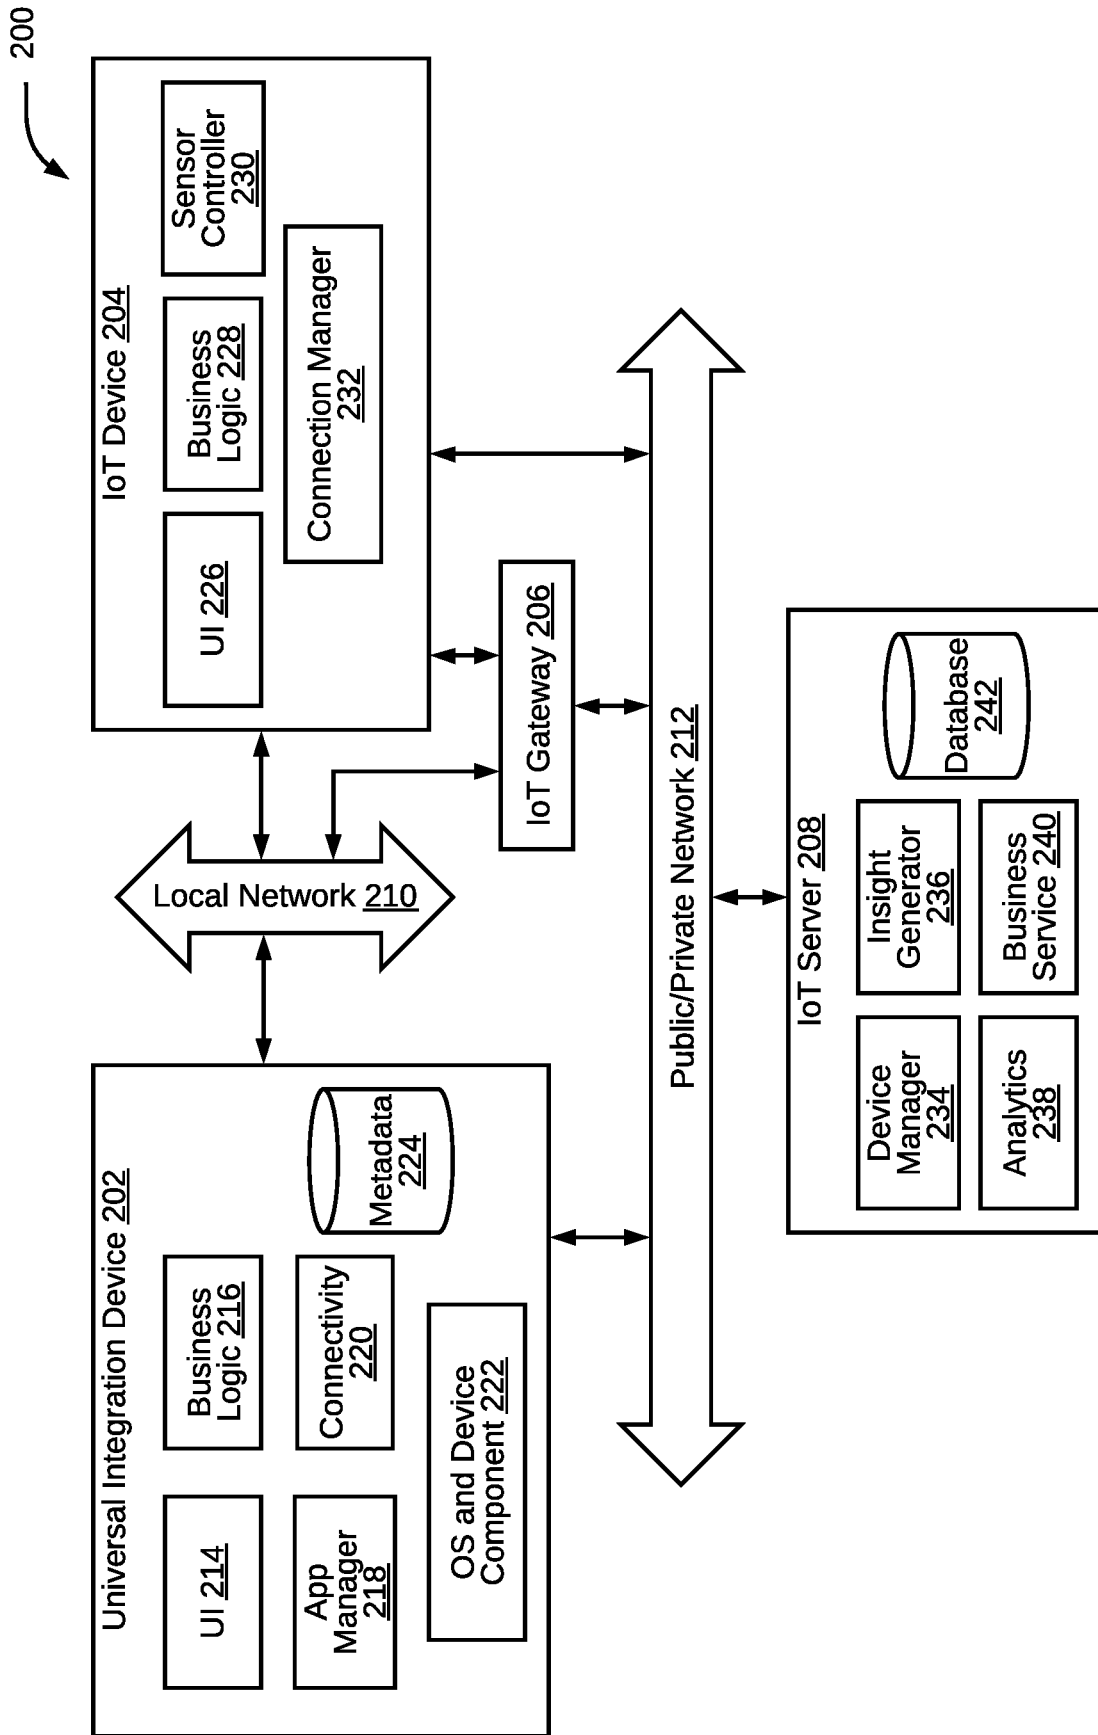 200
Universal Integration Device 202
UI 214
Business
Logic 216
App
Manager
218
Connectivity
220
Metadata
224
OS and Device
Component 222
Local Network 210
IoT Device 204
UI 226
Business
Logic 228
Sensor
Controller
230
Connection Manager
232
IoT Gateway 206
Public/Private Network 212
IoT Server 208
Device
Manager
234
Insight
Generator
236
Analytics
238
Business
Service 240
Database
242